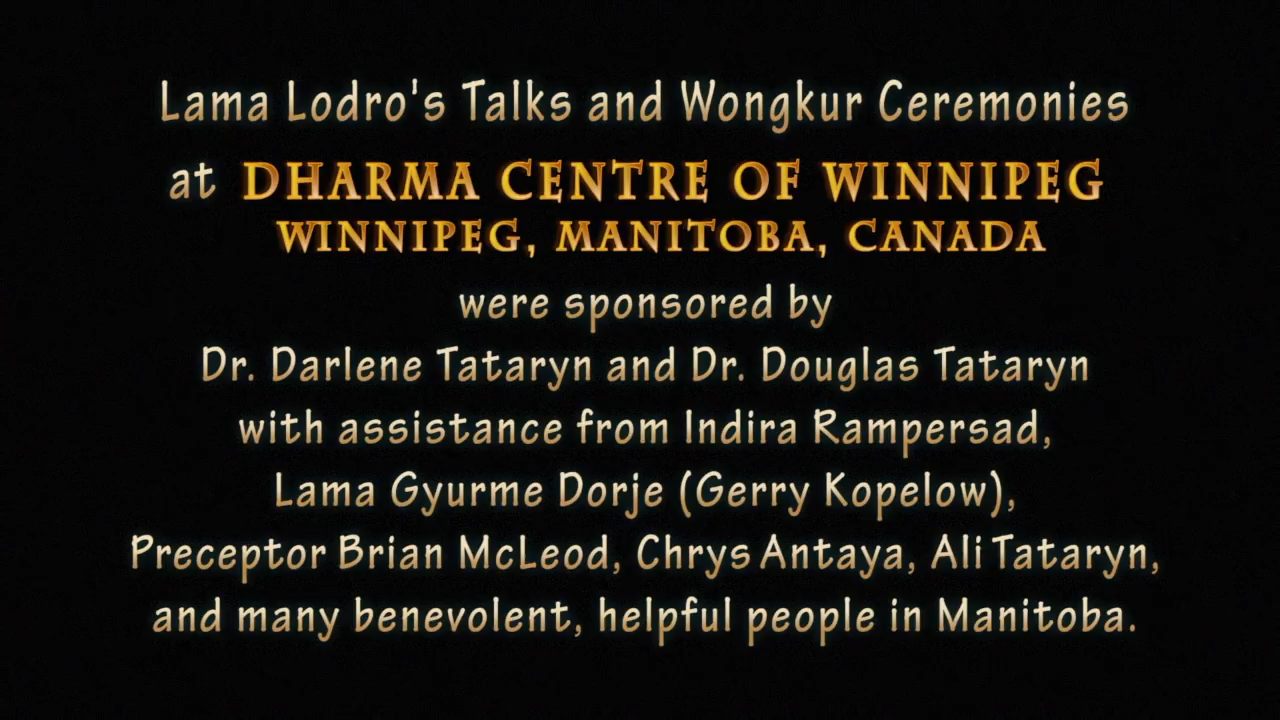 Lama Lodro's Talks and Wongkur Ceremonies
at DHARMA CENTRE OF WINNIPEG
WINNIPEG, MANITOBA, CANADA
were sponsored by
Dr. Darlene Tataryn and Dr. Douglas Tataryn
with assistance from Indira Rampersad,
Lama Gyurme Dorje (Gerry Kopelow),
Preceptor Brian McLeod, Chrys Antaya, Ali Tataryn,
and many benevolent, helpful people in Manitoba.